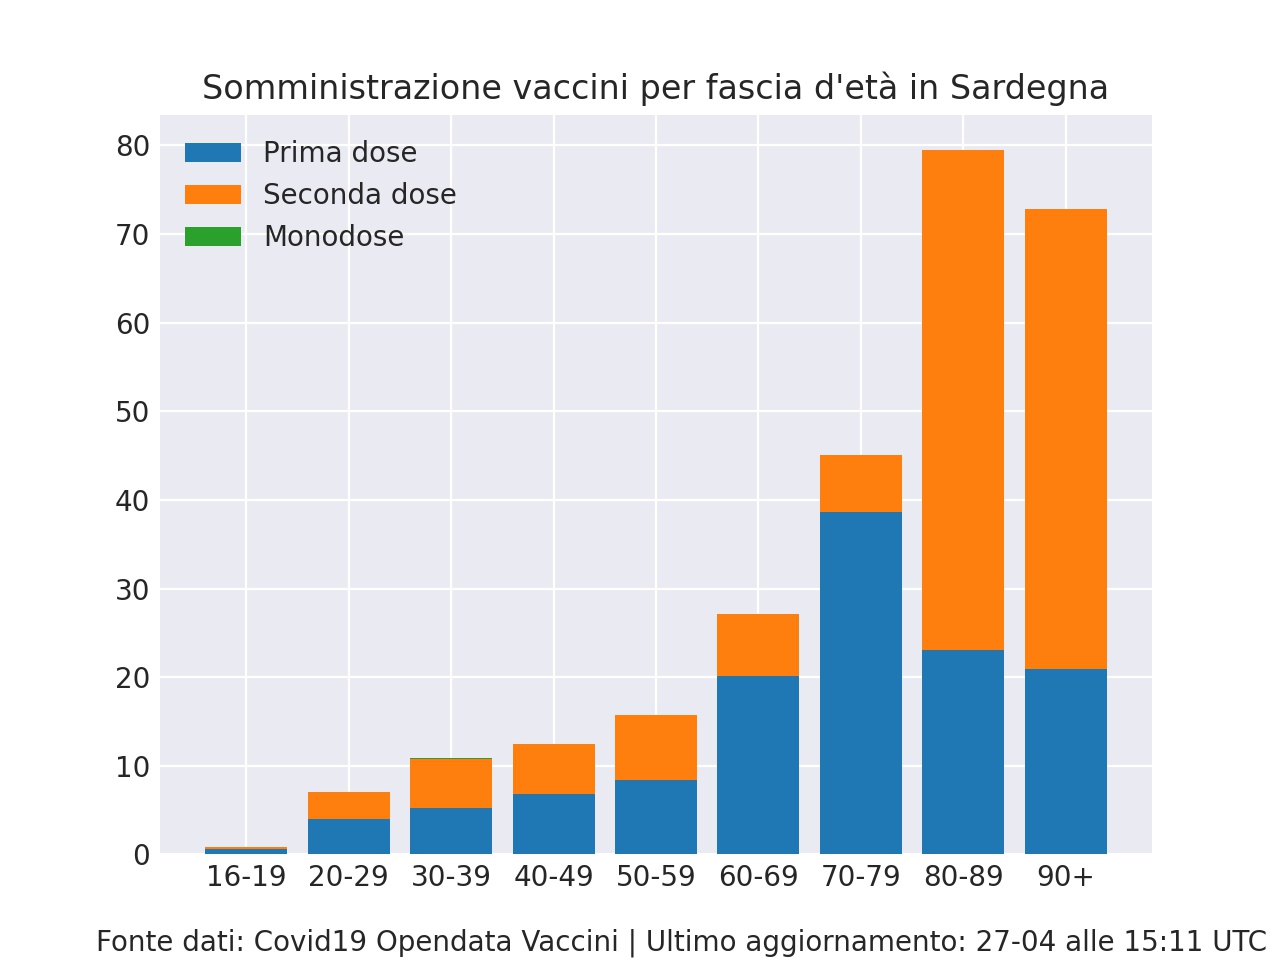 Somministrazione vaccini per fascia d'età in Sardegna
Prima dose
Seconda dose
Monodose
80
70
60
50
40
30
20
10
0
16-19 20-29 30-39 40-49 50-59 60-69 70-79 80-89 90+
Fonte dati: Covid19 Opendata Vaccini | Ultimo aggiornamento: 27-04 alle 15:11 UTC